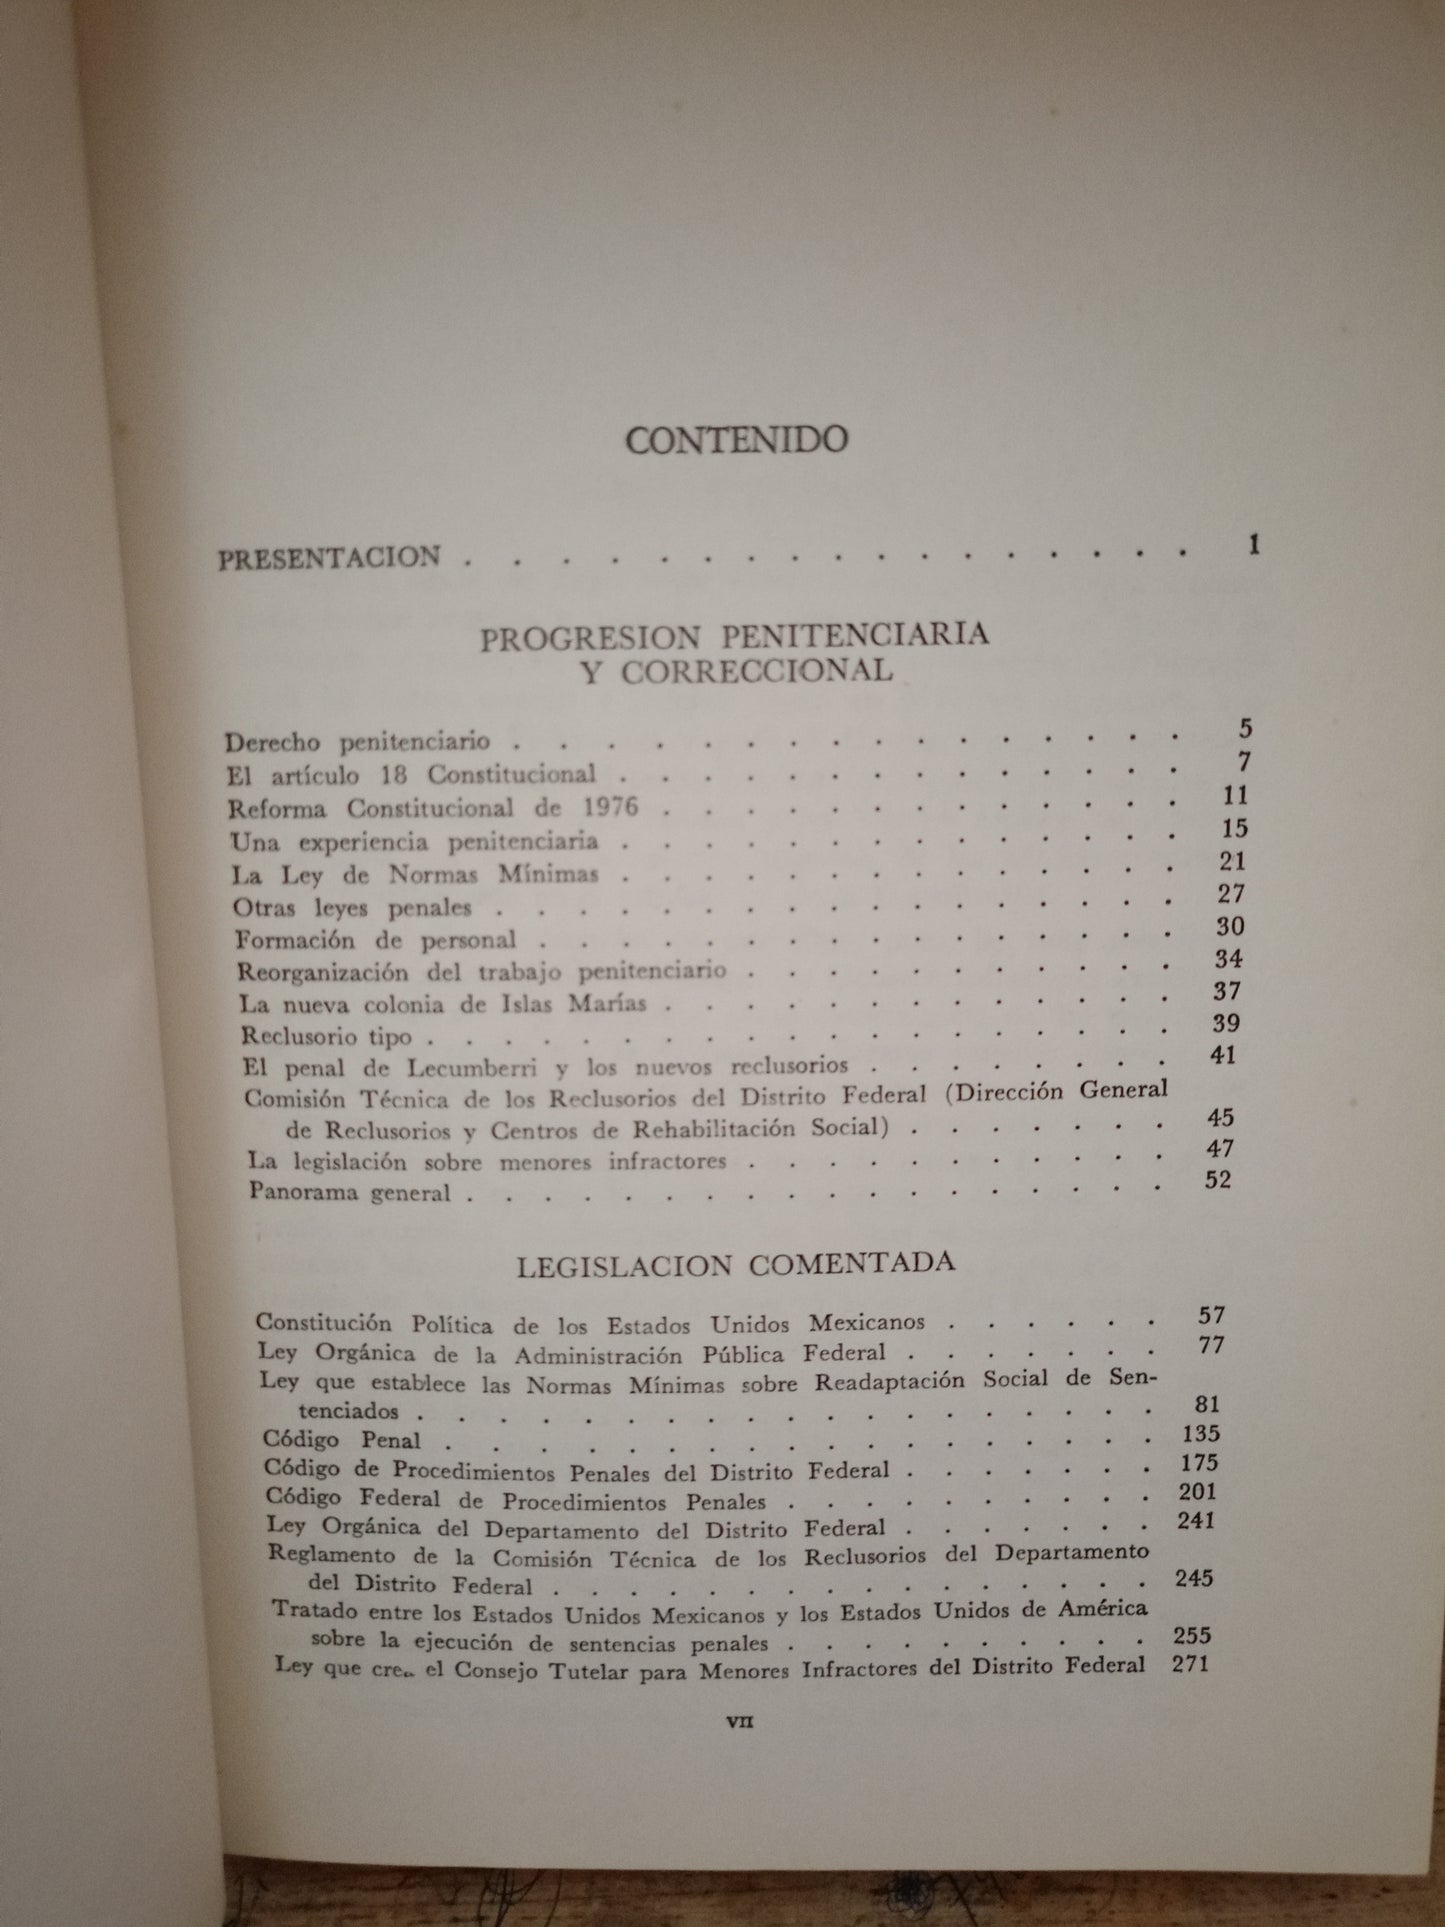 CONTENIDO
PRESENTACION . . . . . . . . . . . . . . . . 1
PROGRESION PENITENCIARIA
Y CORRECCIONAL
Derecho penitenciario . . . . . . . . . . . . . . . . 5
El artículo 18 Constitucional . . . . . . . . . . . . . . 7
Reforma Constitucional de 1976 . . . . . . . . . . . . . 11
Una experiencia penitenciaria . . . . . . . . . . . . . . 15
La Ley de Normas Mínimas . . . . . . . . . . . . . . 21
Otras leyes penales . . . . . . . . . . . . . . . . . 27
Formación de personal . . . . . . . . . . . . . . . . 30
Reorganización del trabajo penitenciario . . . . . . . . . . . 34
La nueva colonia de Islas Marías . . . . . . . . . . . . . 37
Reclusorio tipo . . . . . . . . . . . . . . . . . . 39
El penal de Lecumberri y los nuevos reclusorios . . . . . . . . 41
Comisión Técnica de los Reclusorios del Distrito Federal (Dirección General
de Reclusorios y Centros de Rehabilitación Social) . . . . . . . 45
La legislación sobre menores infractores . . . . . . . . . . . 47
Panorama general . . . . . . . . . . . . . . . . . . 52
LEGISLACION COMENTADA
Constitución Política de los Estados Unidos Mexicanos . . . . . . 57
Ley Orgánica de la Administración Pública Federal . . . . . . . 77
Ley que establece las Normas Mínimas sobre Readaptación Social de Sen-
tenciados . . . . . . . . . . . . . . . . . . 81
Código Penal . . . . . . . . . . . . . . . . . . 135
Código de Procedimientos Penales del Distrito Federal . . . . . . . 175
Código Federal de Procedimientos Penales . . . . . . . . . . 201
Ley Orgánica del Departamento del Distrito Federal . . . . . . . 241
Reglamento de la Comisión Técnica de los Reclusorios del Departamento
del Distrito Federal . . . . . . . . . . . . . . . . 245
Tratado entre los Estados Unidos Mexicanos y los Estados Unidos de América
sobre la ejecución de sentencias penales . . . . . . . . . . 255
Ley que crea el Consejo Tutelar para Menores Infractores del Distrito Federal 271
VII